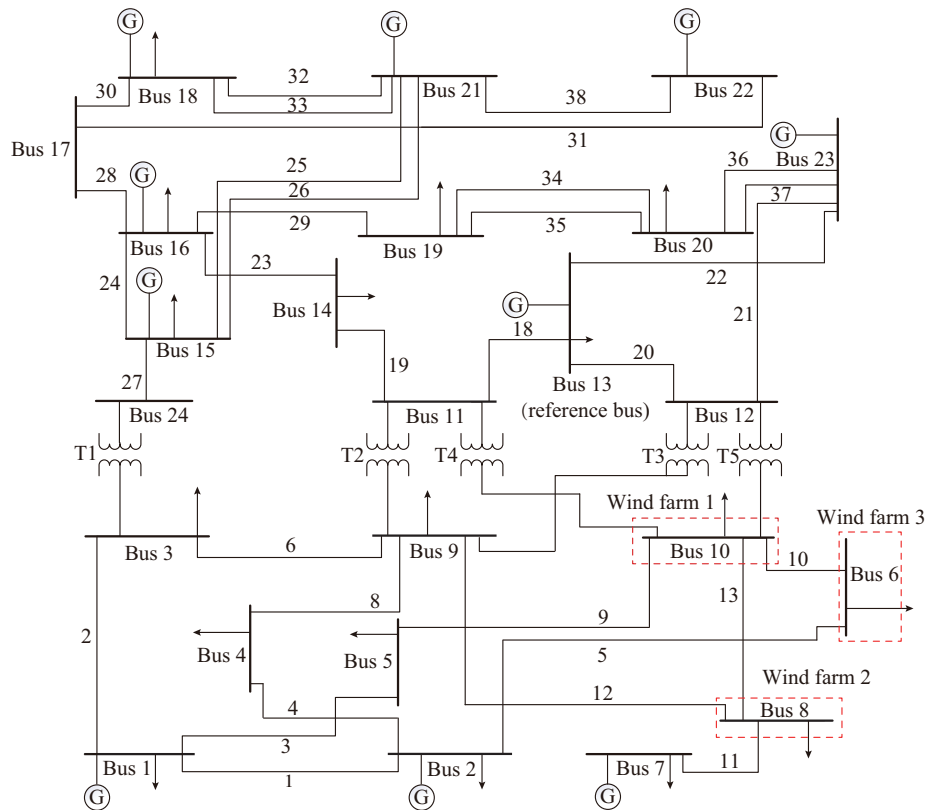 G
G
G
32
30
Bus 18
33
Bus 21
38
Bus 22
31
G
Bus 17
Bus 23
28
G
25
36
26
34
37
29
35
Bus 16
Bus 19
Bus 20
24
23
22
G
Bus 14
G
21
18
Bus 15
19
20
27
Bus 13
(reference bus)
Bus 24
Bus 11
Bus 12
T1
T2
T4
T3
T5
Wind farm 1
Wind farm 3
Bus 3
6
Bus 9
Bus 10
10
Bus 6
13
8
9
2
Bus 4
Bus 5
5
Wind farm 2
12
4
Bus 8
3
Bus 1
1
Bus 2
Bus 7
11
G
G
G